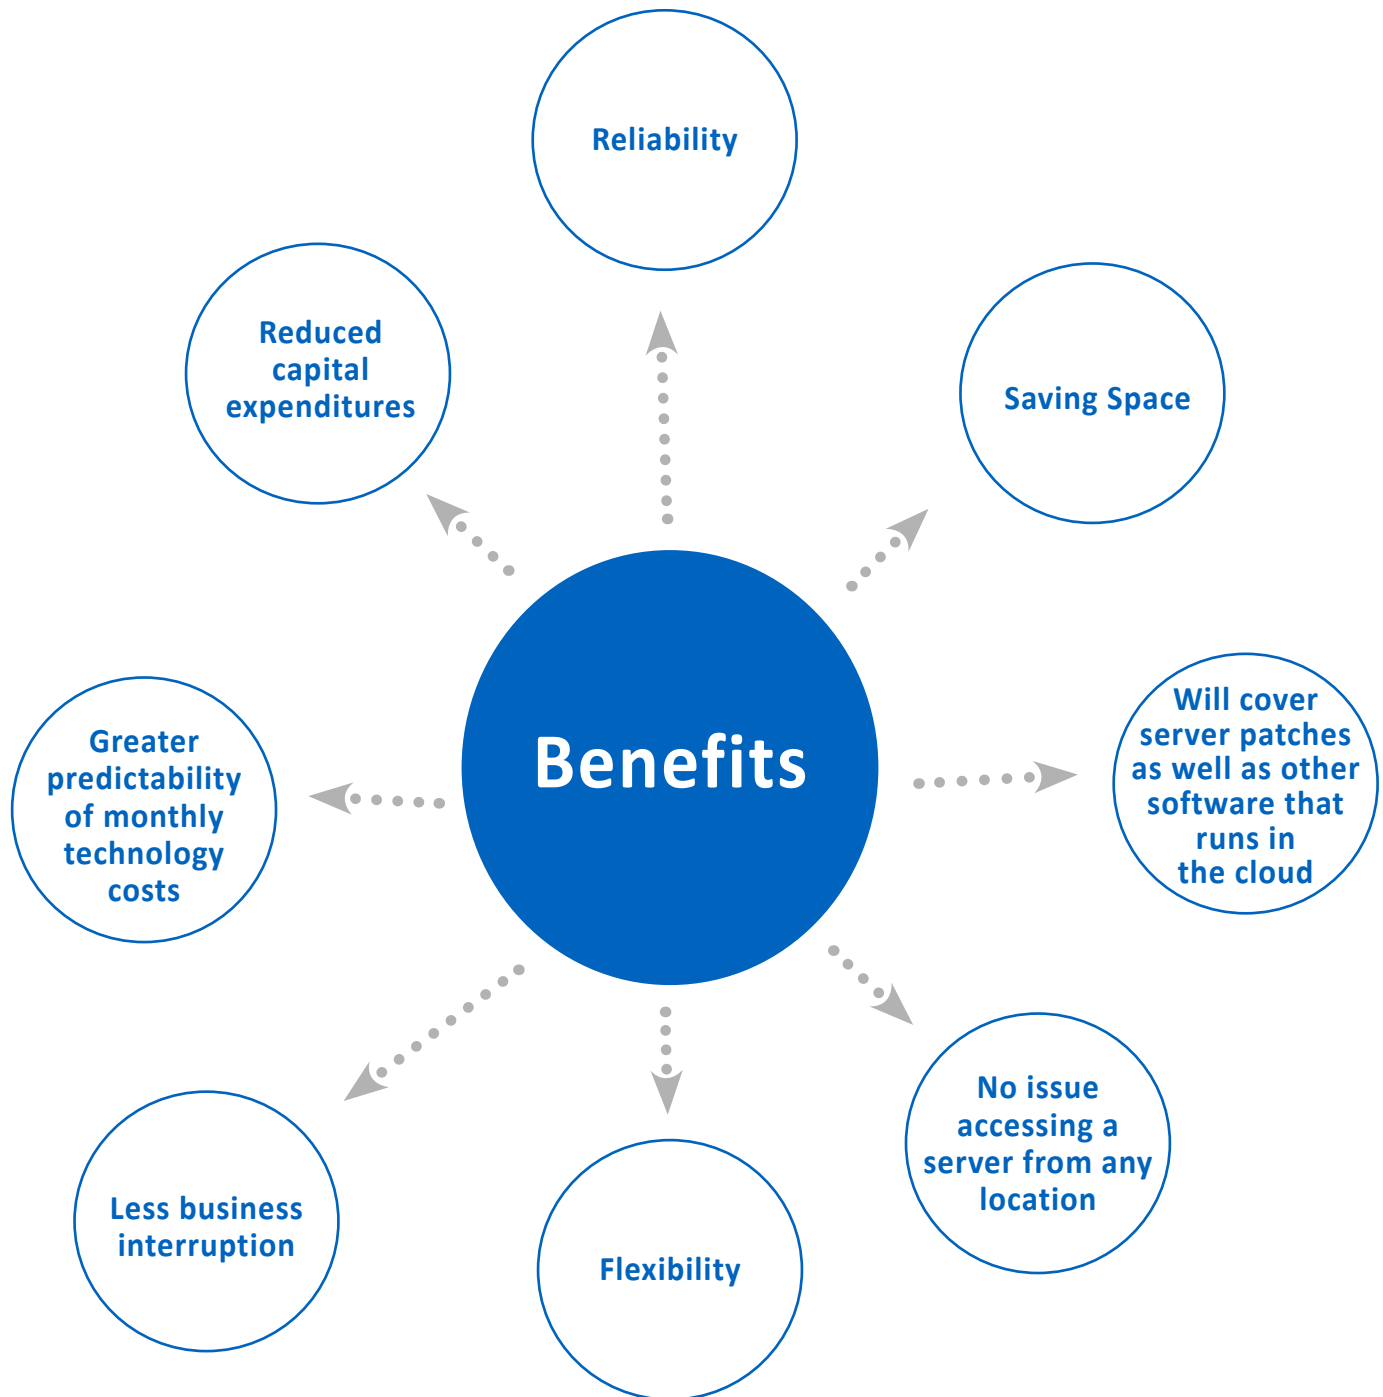 Reliability
Reduced
capital
expenditures
Saving Space
Benefits
Will cover
server patches
as well as other
software that
runs in
the cloud
Greater
predictability
of monthly
technology
costs
No issue
accessing a
server from any
location
Less business
interruption
Flexibility